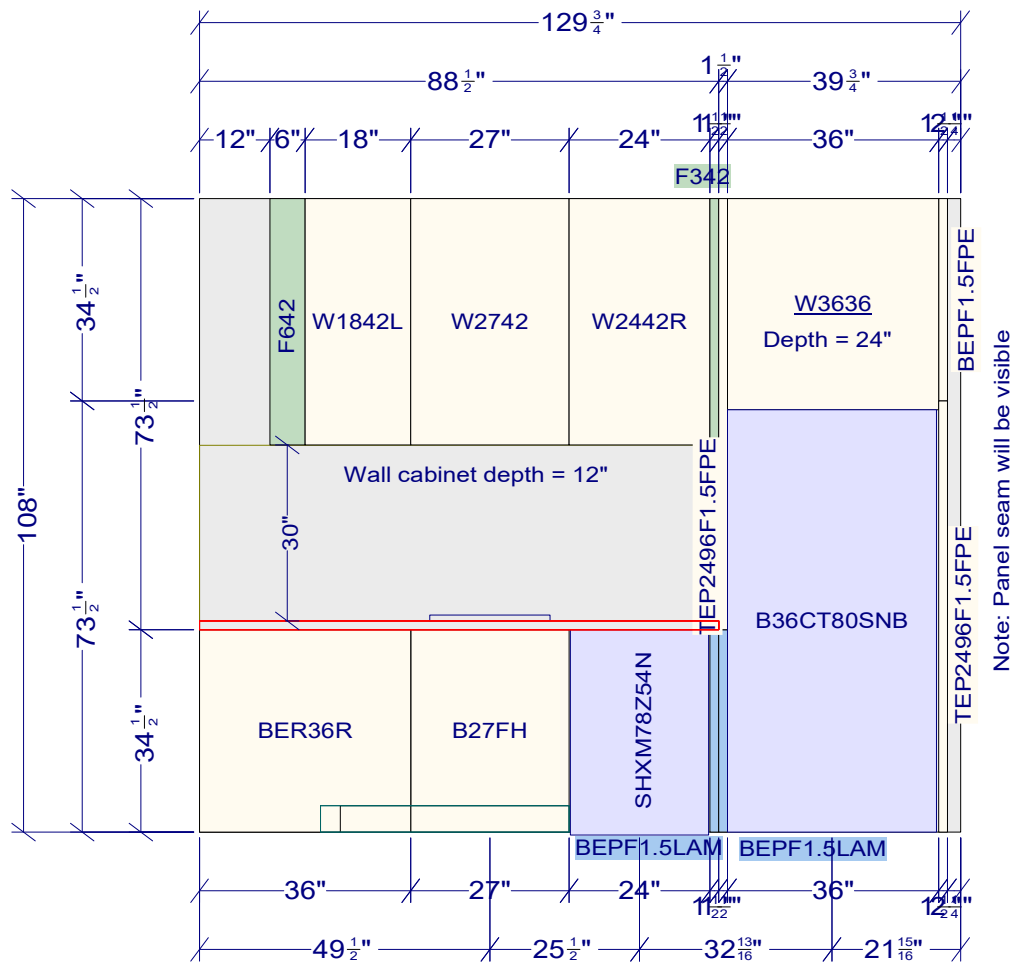 129 3/4"
88 1/2"
1 1/2"
39 3/4"
12"
6"
18"
27"
24"
36"
F342
108"
34 1/2"
73 1/2"
73 1/2"
34 1/2"
F642
W1842L
W2742
W2442R
W3636
Depth = 24"
BEPF1.5FPE
Wall cabinet depth = 12"
30"
TEP2496F1.5FPE
B36CT80SNB
TEP2496F1.5FPE
Note: Panel seam will be visible
BER36R
B27FH
SHXM78Z54N
BEPF1.5LAM
BEPF1.5LAM
36"
27"
24"
36"
49 1/2"
25 1/2"
32 13/16"
21 15/16"